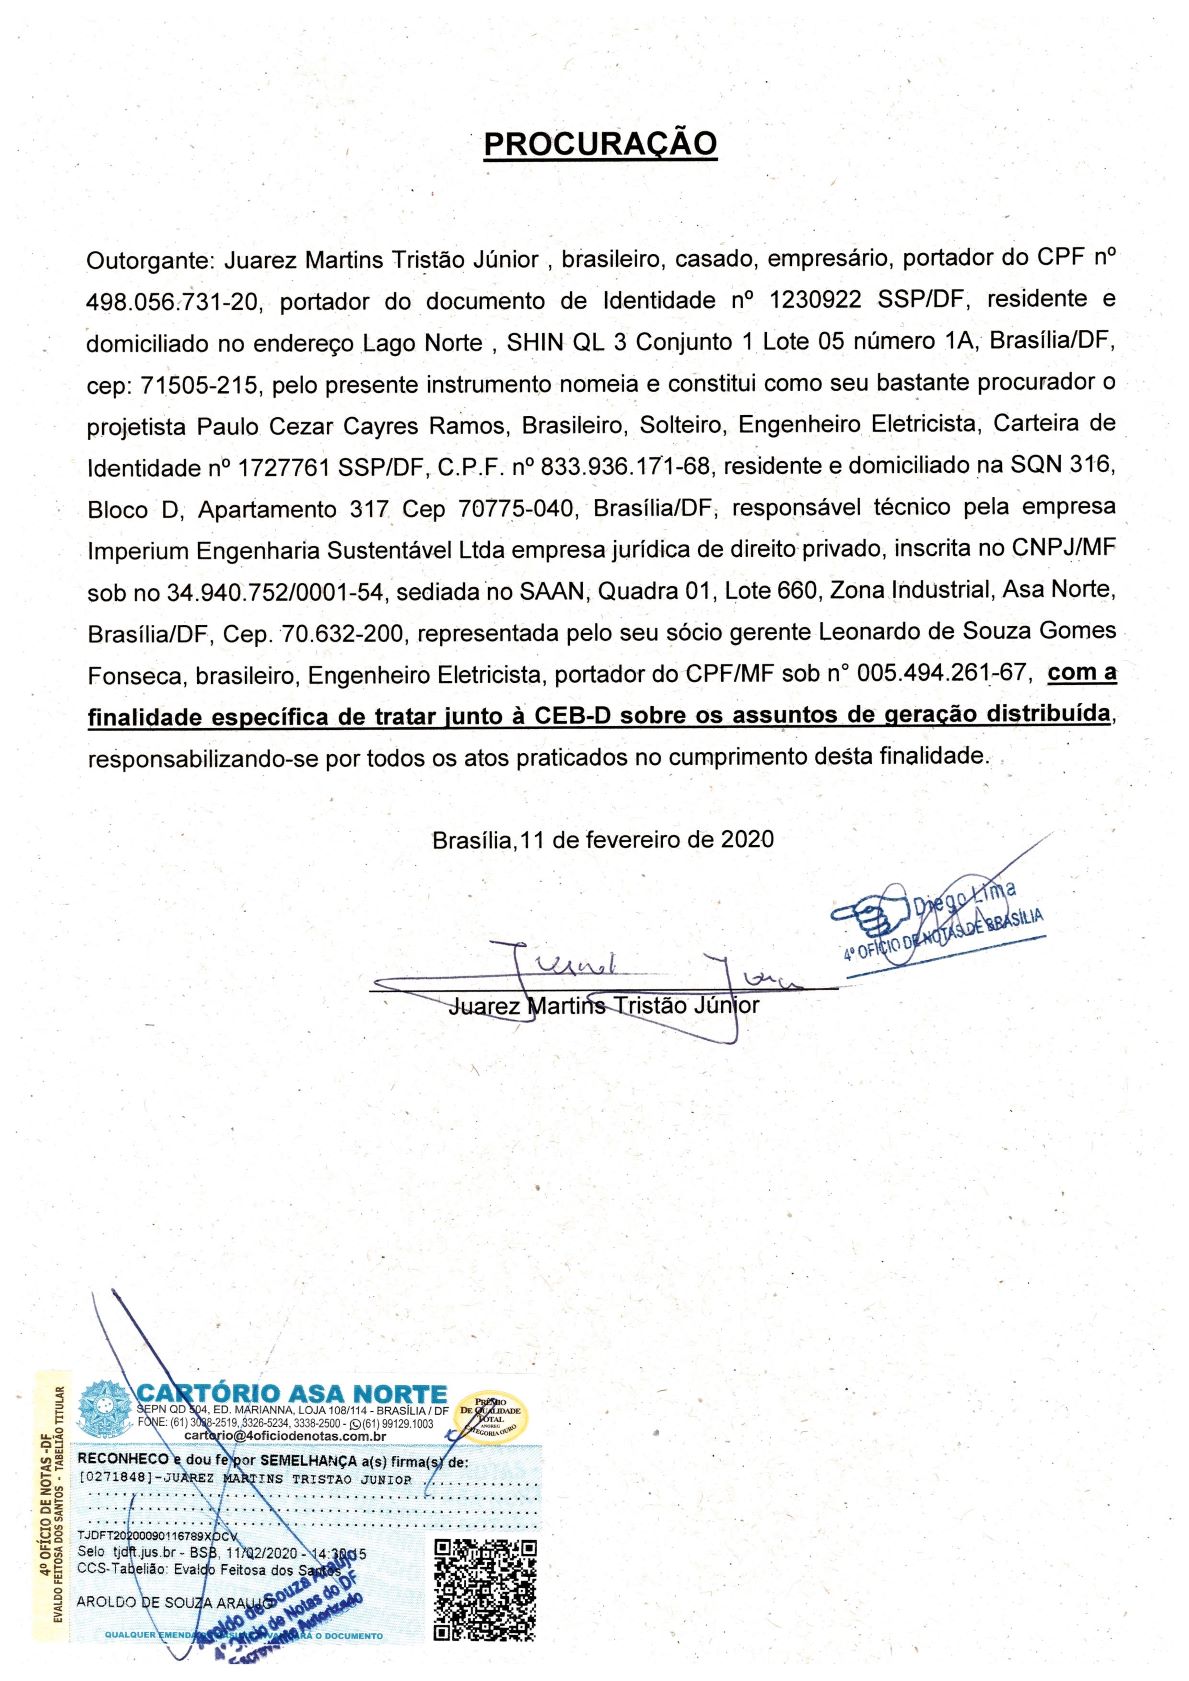 PROCURAÇÃO
Outorgante: Juarez Martins Tristão Júnior , brasileiro, casado, empresário, portador do CPF nº
498.056.731-20, portador do documento de Identidade nº 1230922 SSP/DF, residente e
domiciliado no endereço Lago Norte , SHIN QL 3 Conjunto 1 Lote 05 número 1A, Brasília/DF,
cep: 71505-215, pelo presente instrumento nomeia e constitui como seu bastante procurador o
projetista Paulo Cezar Cayres Ramos, Brasileiro, Solteiro, Engenheiro Eletricista, Carteira de
Identidade nº 1727761 SSP/DF, C.P.F. nº 833.936.171-68, residente e domiciliado na SQN 316,
Bloco D, Apartamento 317 Cep 70775-040, Brasília/DF, responsável técnico pela empresa
Imperium Engenharia Sustentável Ltda empresa jurídica de direito privado, inscrita no CNPJ/MF
sob no 34.940.752/0001-54, sediada no SAAN, Quadra 01, Lote 660, Zona Industrial, Asa Norte,
Brasília/DF, Cep. 70.632-200, representada pelo seu sócio gerente Leonardo de Souza Gomes
Fonseca, brasileiro, Engenheiro Eletricista, portador do CPF/MF sob n° 005.494.261-67, com a
finalidade específica de tratar junto à CEB-D sobre os assuntos de geração distribuída,
responsabilizando-se por todos os atos praticados no cumprimento desta finalidade.
Brasília,11 de fevereiro de 2020
Diego Lima
4º OFÍCIO DE NOTAS DE BRASÍLIA
Juarez Martins Tristão Júnior
4º OFÍCIO DE NOTAS -DF
EVALDO FEITOSA DOS SANTOS - TABELIÃO TITULAR
CARTÓRIO ASA NORTE
SEPN QD 504, ED. MARIANNA, LOJA 108/114 - BRASÍLIA / DF
FONE: (61) 3038-2519, 3326-5234, 3338-2500 - (61) 99129.1003
cartorio@4oficiodenotas.com.br
PRÊMIO
DE QUALIDADE
TOTAL
ANOREG
CATEGORIA OURO
RECONHECO e dou fe por SEMELHANÇA a(s) firma(s) de:
[0271848]-JUAREZ MARTINS TRISTAO JUNIOR
TJDFT20200090116789XOCV
Selo tjdft.jus.br - BSB, 11/02/2020 - 14:30:15
CCS-Tabelião: Evaldo Feitosa dos Santos
AROLDO DE SOUZA ARAUJO
Aroldo de Souza Araújo
4º Ofício de Notas do DF
Escrevente Autorizado
QUALQUER EMENDA O DOCUMENTO